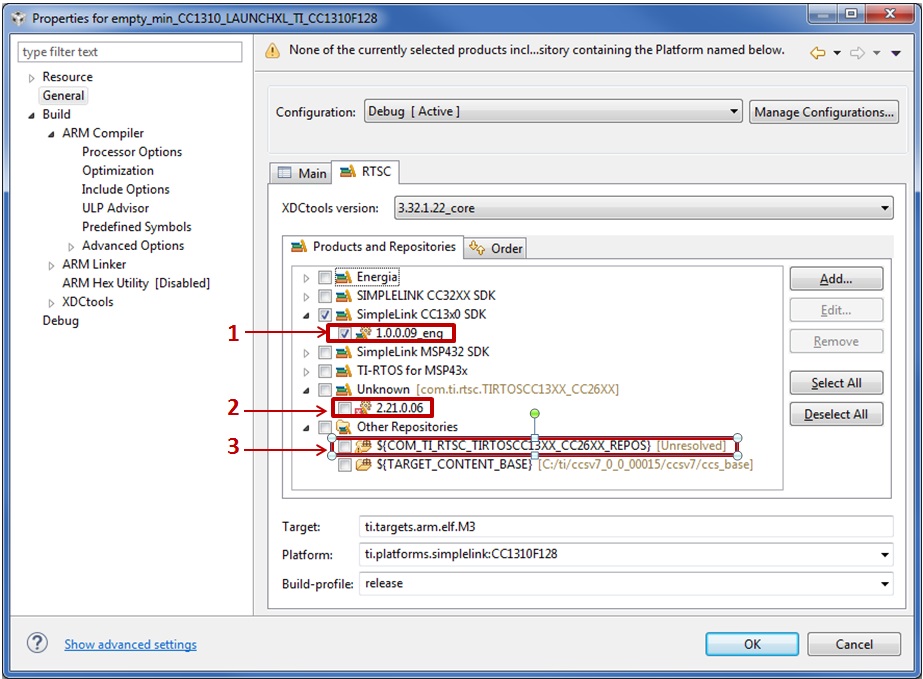 Properties for empty_min_CC1310_LAUNCHXL_TI_CC1310F128
type filter text
Resource
General
Build
ARM Compiler
Processor Options
Optimization
Include Options
ULP Advisor
Predefined Symbols
Advanced Options
ARM Linker
ARM Hex Utility [Disabled]
XDCtools
Debug
None of the currently selected products incl...sitory containing the Platform named below.
Configuration: Debug [ Active ] Manage Configurations...
Main RTSC
XDCtools version: 3.32.1.22_core
Products and Repositories Order
Energia
SIMPLELINK CC32XX SDK
SimpleLink CC13x0 SDK
1 1.0.0.09_eng
SimpleLink MSP432 SDK
TI-RTOS for MSP43x
Unknown [com.ti.rtsc.TIRTOSCC13XX_CC26XX]
2 2.21.0.06
Other Repositories
3 ${COM_TI_RTSC_TIRTOSCC13XX_CC26XX_REPOS} [Unresolved]
${TARGET_CONTENT_BASE} [C:/ti/ccsv7_0_0_00015/ccsv7/ccs_base]
Add...
Edit...
Remove
Select All
Deselect All
Target: ti.targets.arm.elf.M3
Platform: ti.platforms.simplelink:CC1310F128
Build-profile: release
? Show advanced settings
OK Cancel